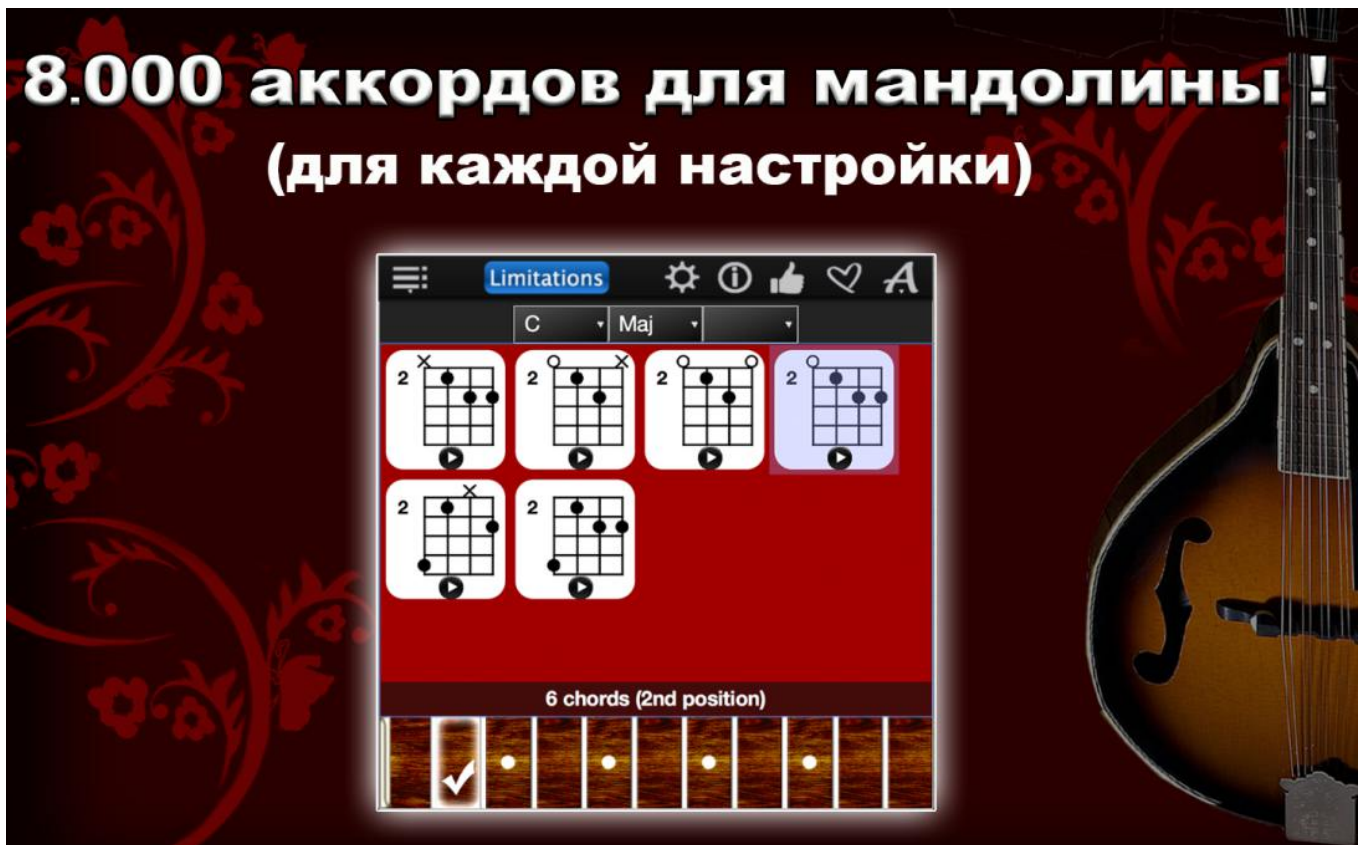 8.000 аккордов для мандолины !
(для каждой настройки)
Limitations
C Maj
2 2 2 2
2 2
6 chords (2nd position)